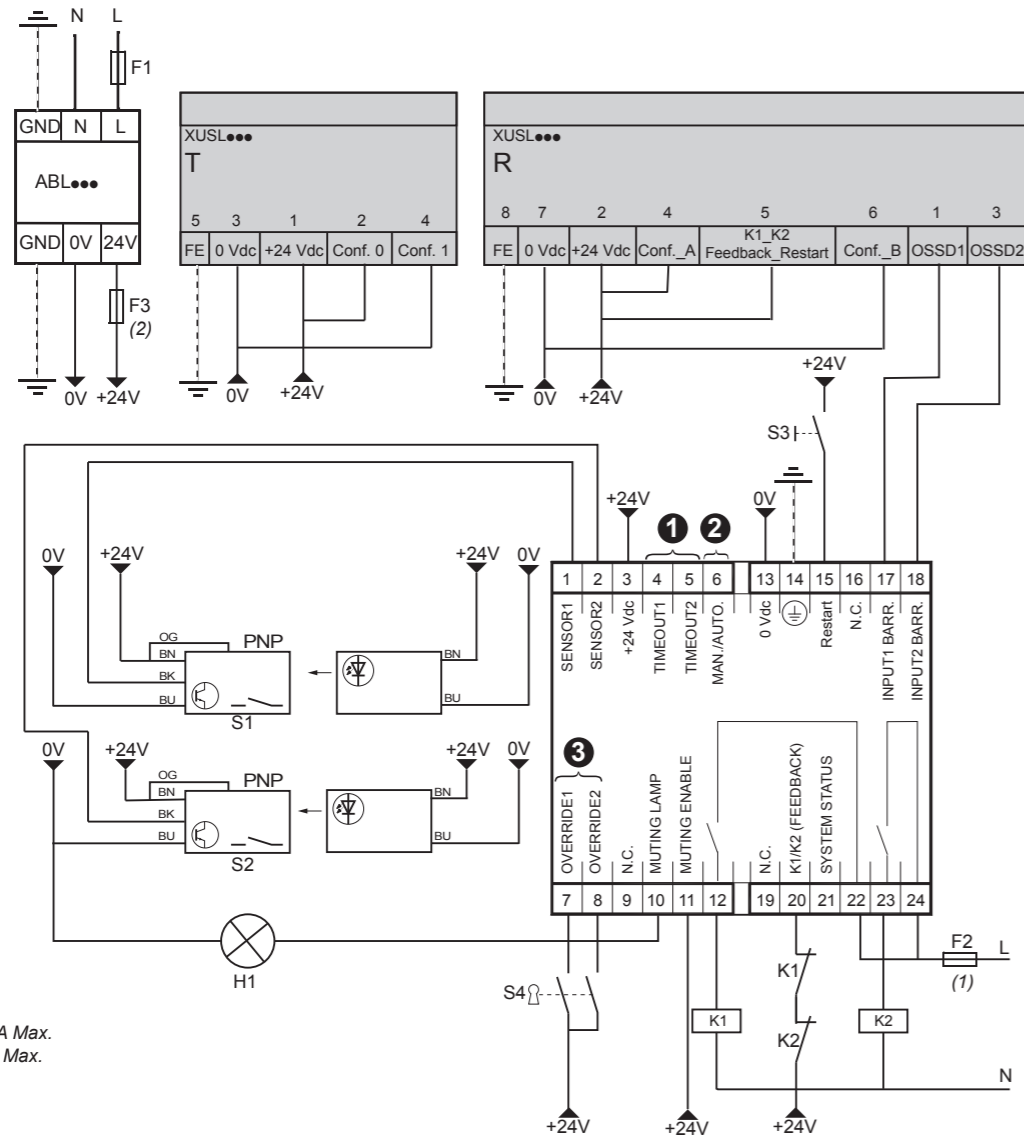 N L
F1
GND N L
ABL●●●
GND 0V 24V
F3
(2)
0V +24V
XUSL●●●
T
5 3 1 2 4
FE 0 Vdc +24 Vdc Conf. 0 Conf. 1
0V +24V
XUSL●●●
R
8 7 2 4 5 6 1 3
FE 0 Vdc +24 Vdc Conf._A K1_K2 Feedback_Restart Conf._B OSSD1 OSSD2
0V +24V
+24V
S3
0V +24V
+24V 0V
OG
BN
BK
BU
PNP
S1
BN
BU
0V +24V
+24V 0V
OG
BN
BK
BU
PNP
S2
BN
BU
H1
+24V
1 2
0V
1 2 3 4 5 6 13 14 15 16 17 18
SENSOR1
SENSOR2
+24 Vdc
TIMEOUT1
TIMEOUT2
MAN./AUTO.
0 Vdc
Restart
N.C.
INPUT1 BARR.
INPUT2 BARR.
3
OVERRIDE1
OVERRIDE2
N.C.
MUTING LAMP
MUTING ENABLE
N.C.
K1/K2 (FEEDBACK)
SYSTEM STATUS
7 8 9 10 11 12 19 20 21 22 23 24
F2
L
(1)
S4
K1
K1
K2
K2
N
+24V
+24V
+24V
A Max.
Max.